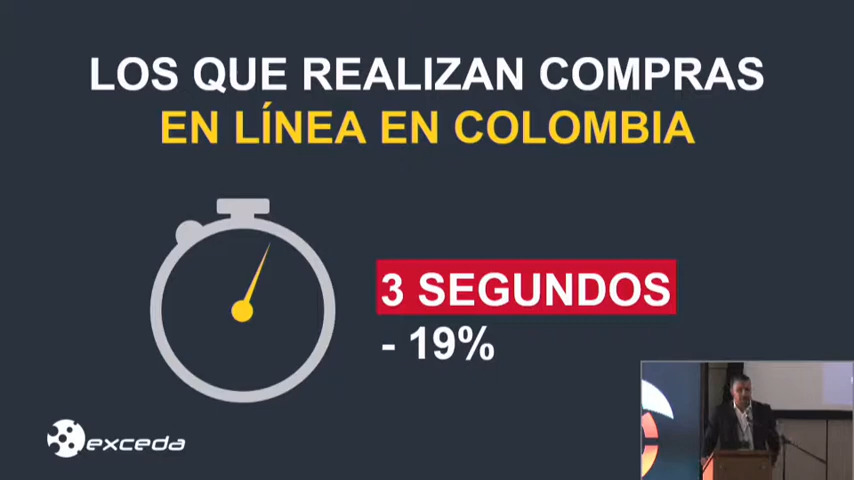 LOS QUE REALIZAN COMPRAS
EN LÍNEA EN COLOMBIA
3 SEGUNDOS
- 19%
exceda